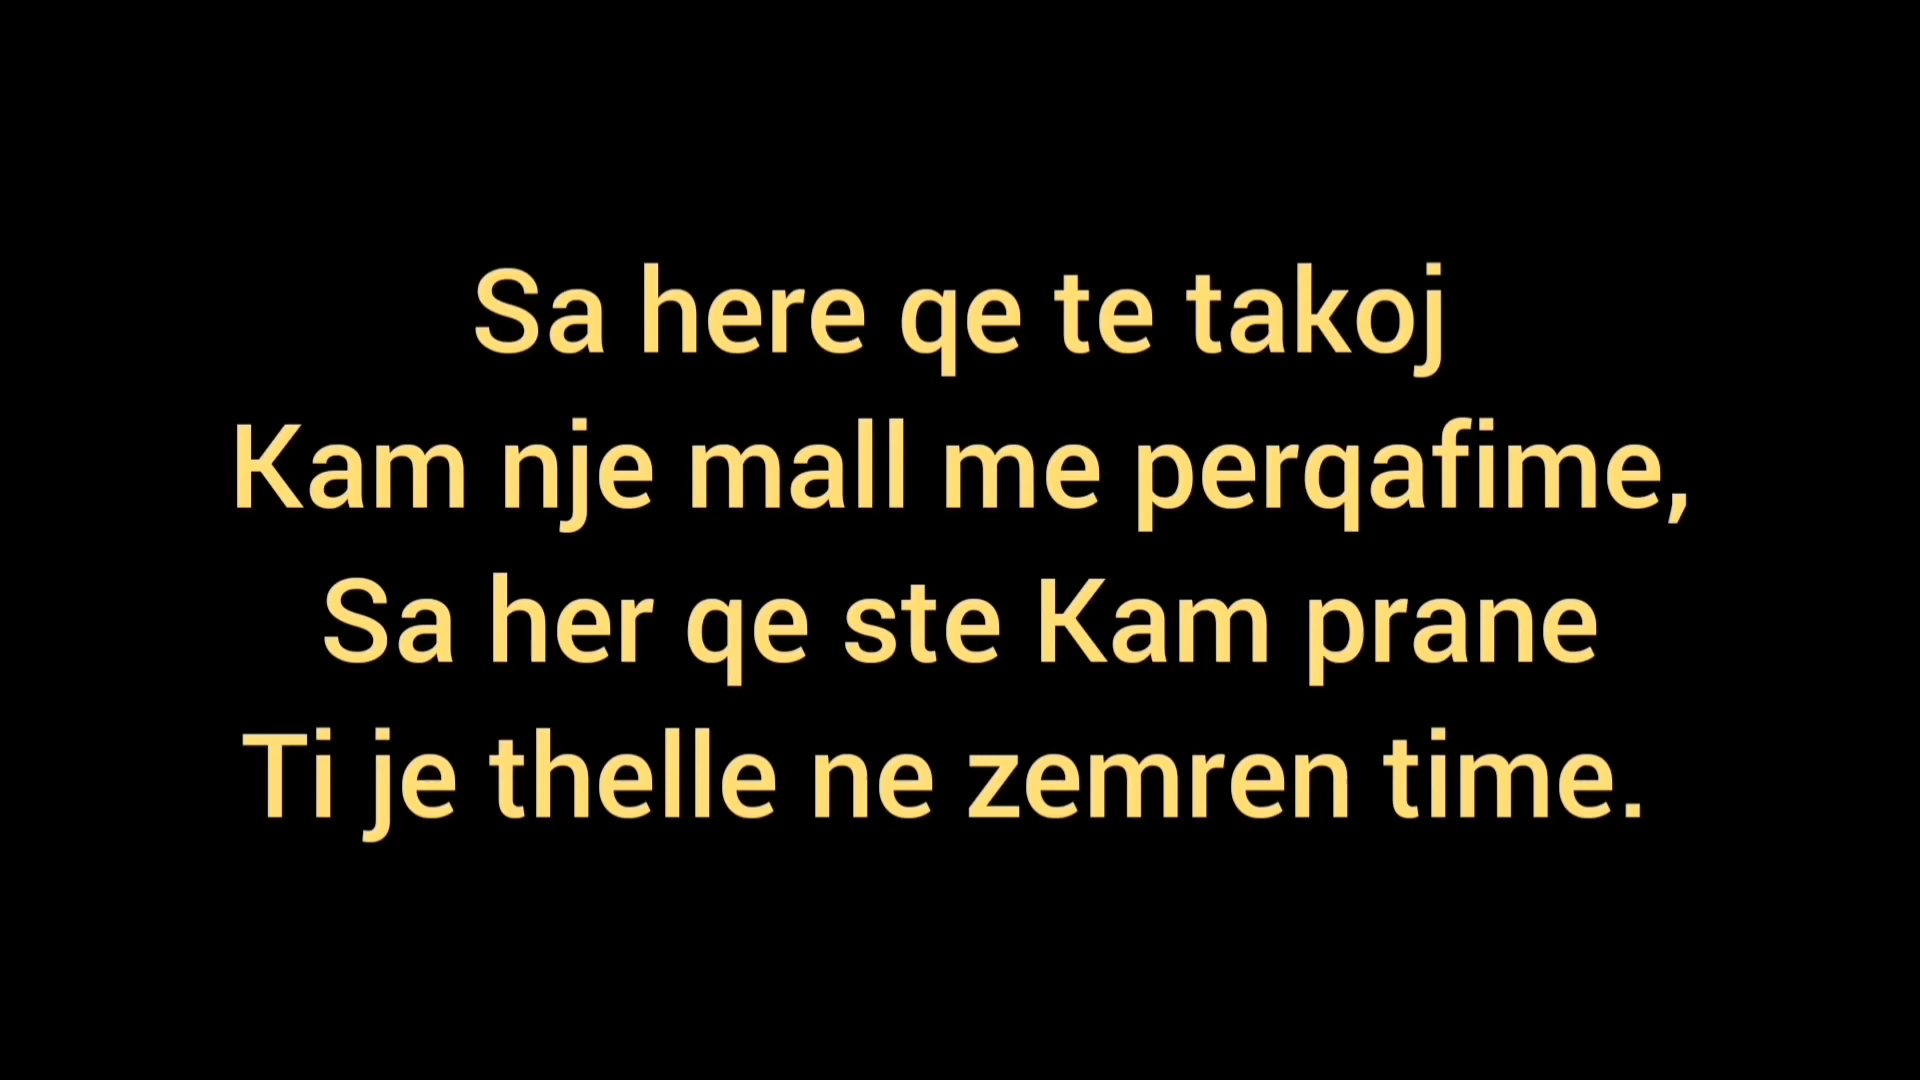 Sa here qe te takoj
Kam nje mall me perqafime,
Sa her qe ste Kam prane
Ti je thelle ne zemren time.